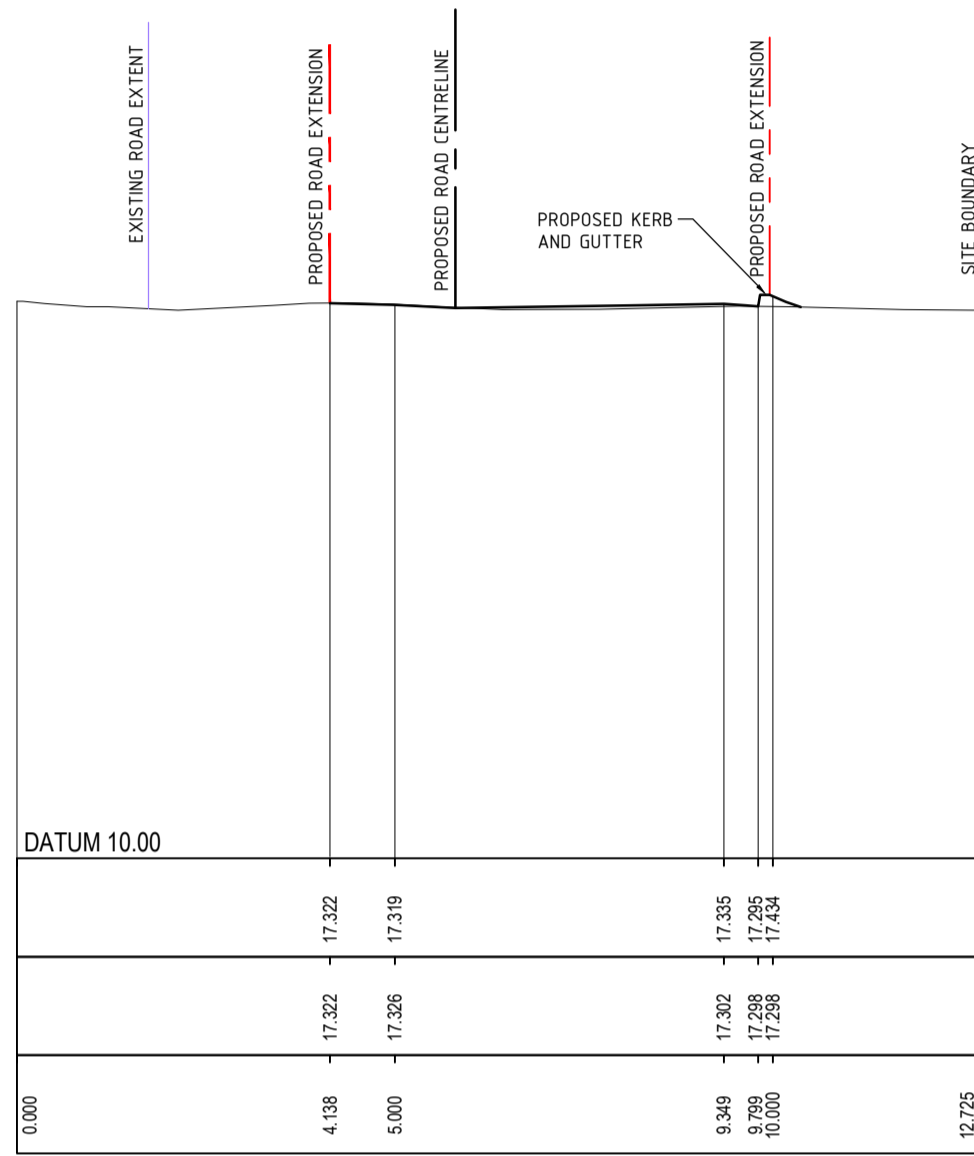 EXISTING ROAD EXTENT
PROPOSED ROAD EXTENSION
PROPOSED ROAD CENTRELINE
PROPOSED KERB
AND GUTTER
PROPOSED ROAD EXTENSION
SITE BOUNDARY
DATUM 10.00
17.322
17.319
17.335
17.295
17.434
17.322
17.326
17.302
17.298
17.298
0.000
4.138
5.000
9.349
9.799
10.000
12.725